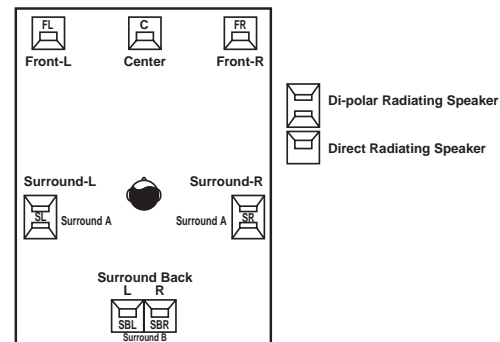 FL C FR
Front-L Center Front-R
Di-polar Radiating Speaker
Direct Radiating Speaker
Surround-L Surround-R
SL Surround A Surround A SR
Surround Back
L R
SBL SBR
Surround B